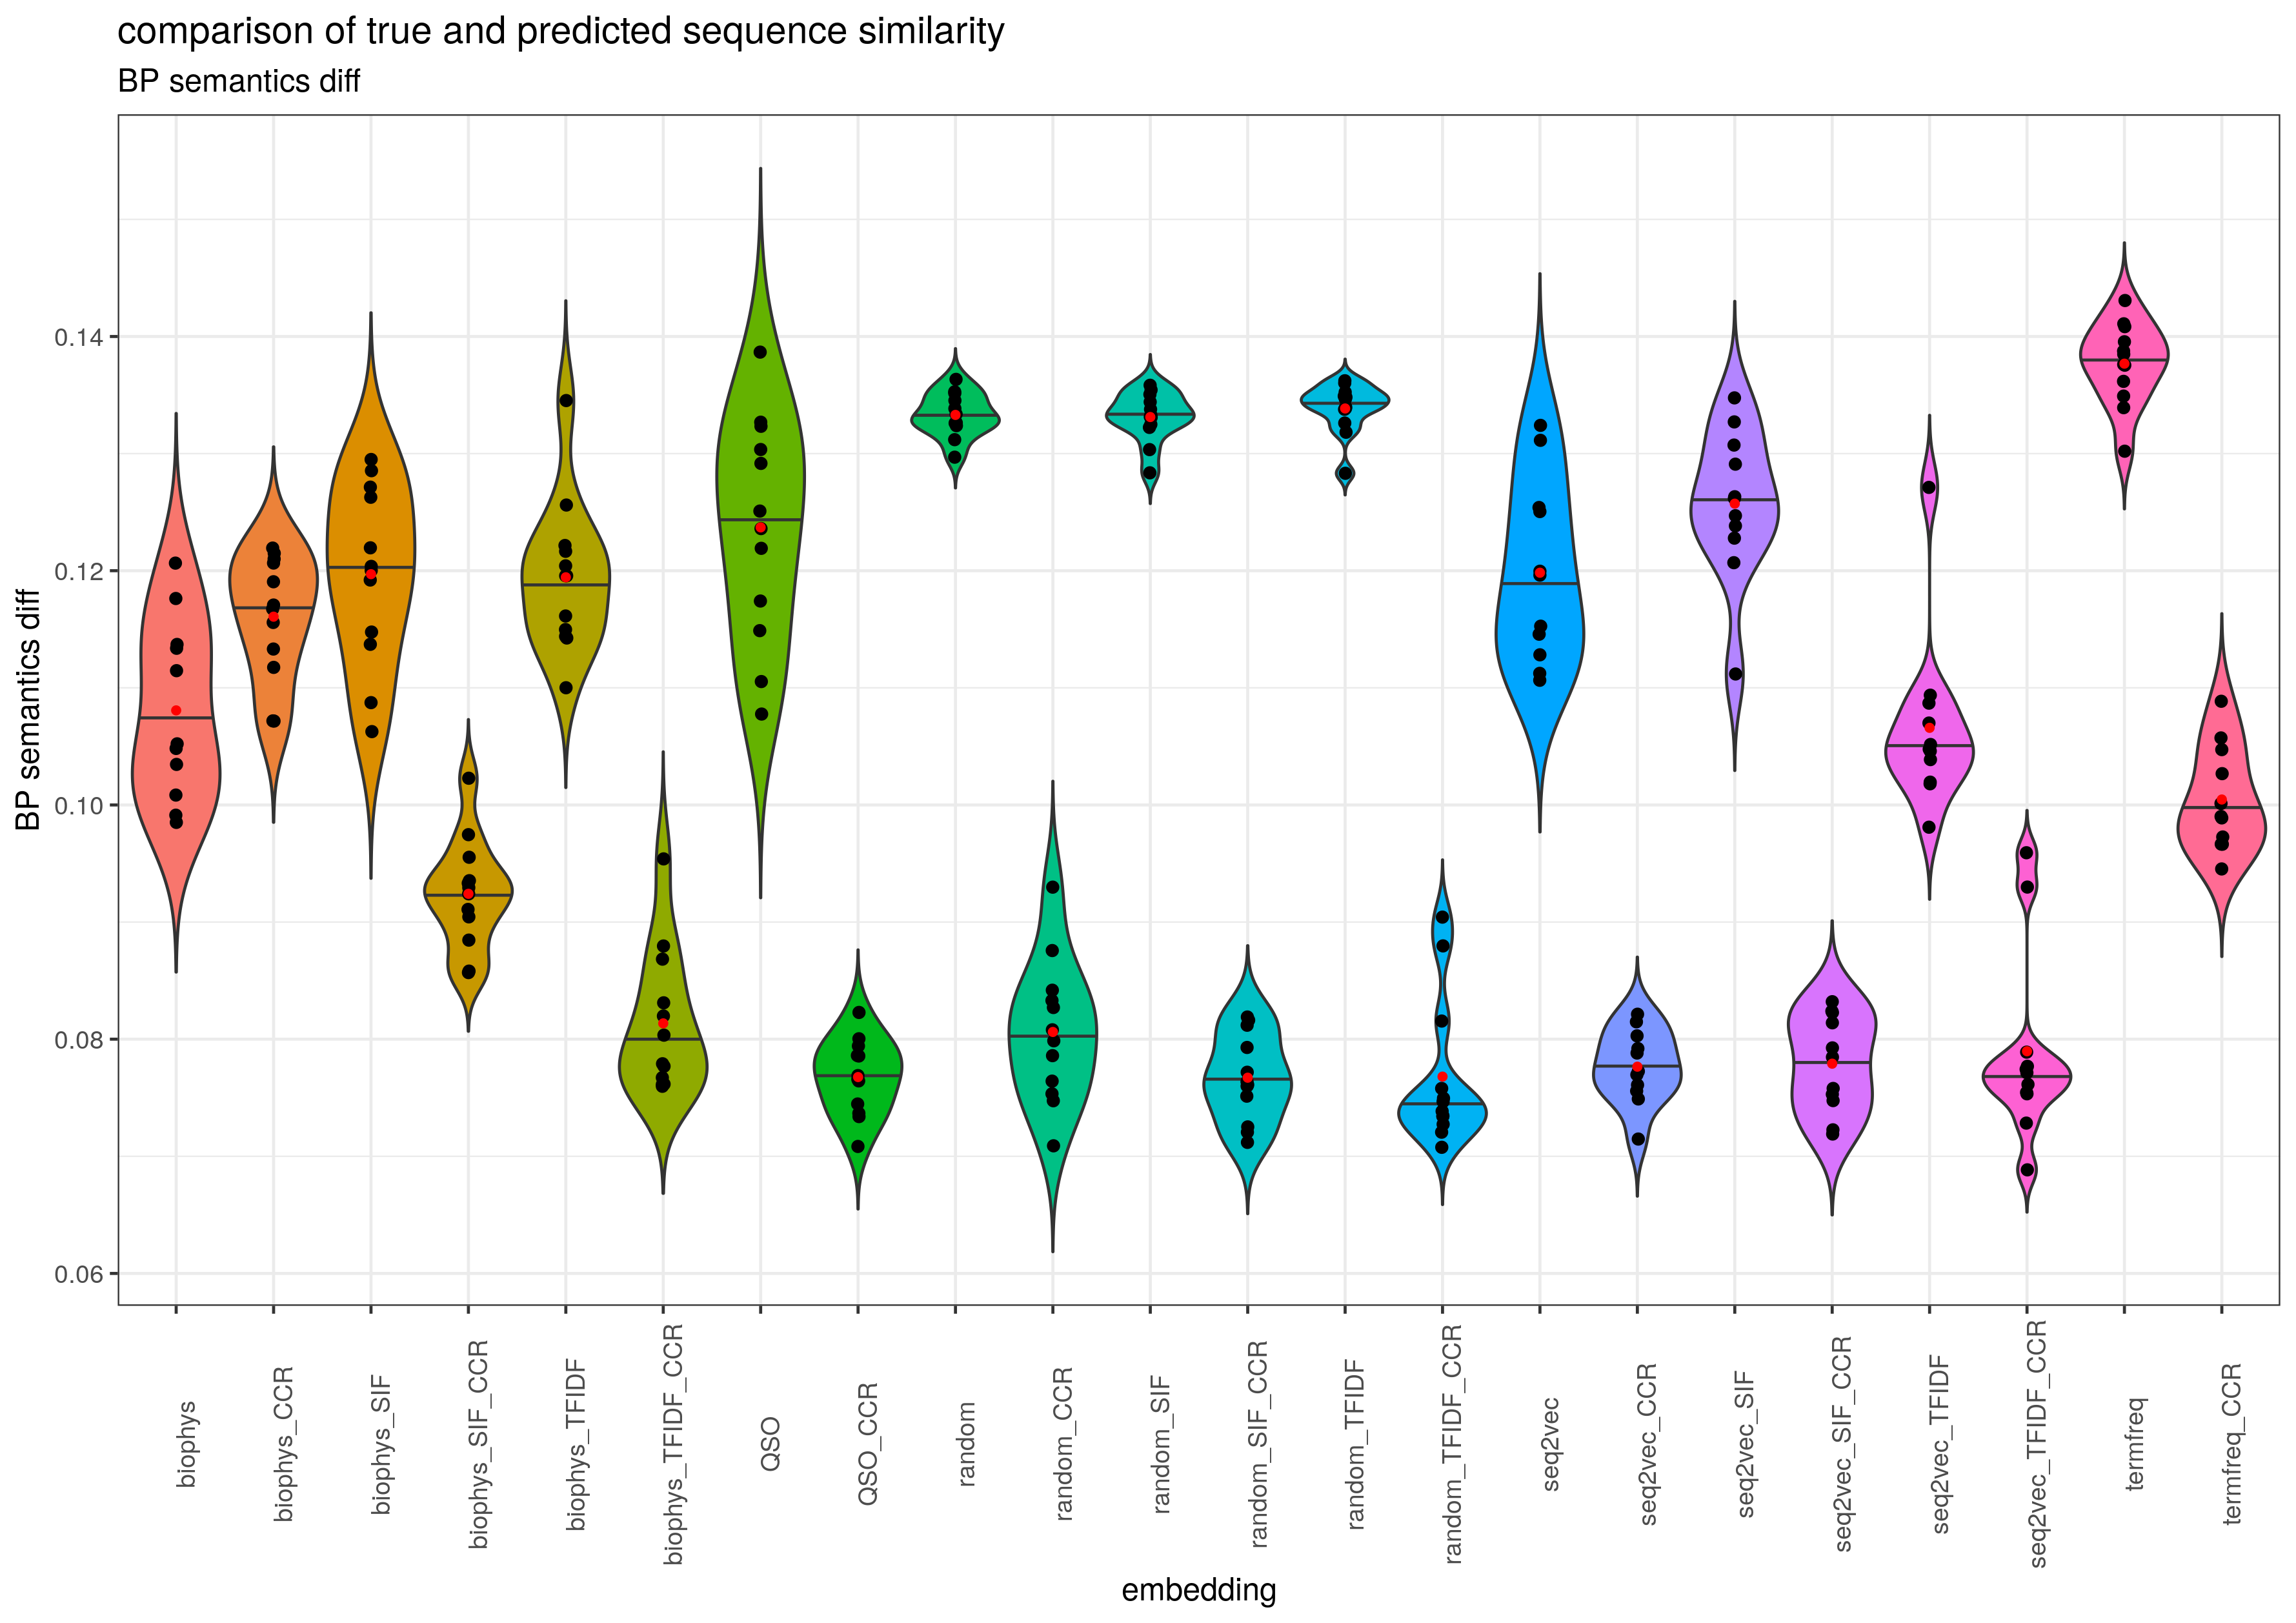 comparison of true and predicted sequence similarity
BP semantics diff
BP semantics diff
0.14
0.12
0.10
0.08
0.06
biophys
biophys_CCR
biophys_SIF
biophys_SIF_CCR
biophys_TFIDF
biophys_TFIDF_CCR
QSO
QSO_CCR
random
random_CCR
random_SIF
random_SIF_CCR
random_TFIDF
random_TFIDF_CCR
seq2vec
seq2vec_CCR
seq2vec_SIF
seq2vec_SIF_CCR
seq2vec_TFIDF
seq2vec_TFIDF_CCR
termfreq
termfreq_CCR
embedding